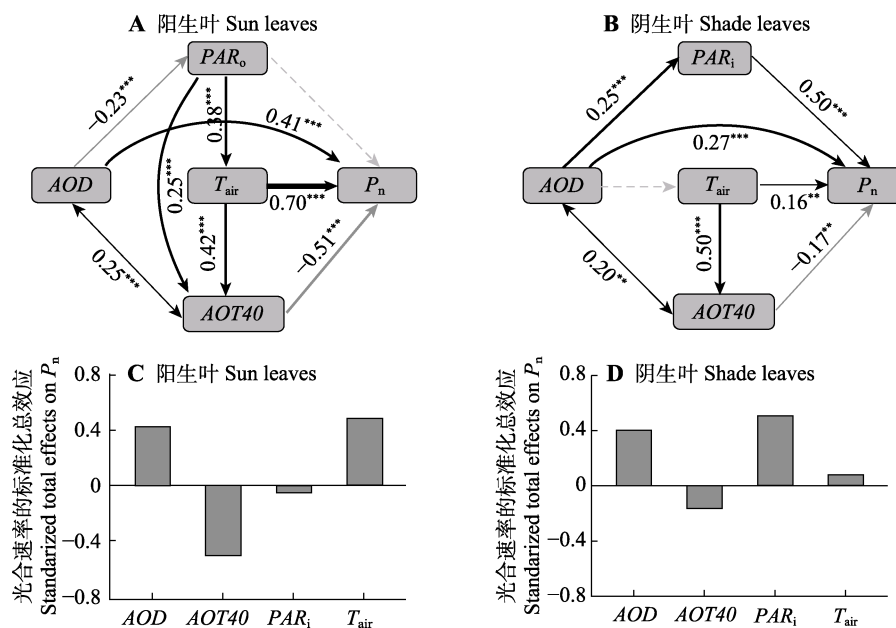 A 阳生叶 Sun leaves
PARo
−0.23***
0.38***
0.41***
0.25***
AOD
Tair
Pn
0.70***
0.42***
0.25***
−0.51***
AOT40
B 阴生叶 Shade leaves
PARi
0.25***
0.50***
0.27***
AOD
Tair
Pn
0.16**
0.50***
0.20**
−0.17**
AOT40
C 阳生叶 Sun leaves
光合速率的标准化总效应
Standarized total effects on Pn
0.8
0.4
0
−0.4
−0.8
AOD AOT40 PARi Tair
D 阴生叶 Shade leaves
光合速率的标准化总效应
Standarized total effects on Pn
0.8
0.4
0
−0.4
−0.8
AOD AOT40 PARi Tair